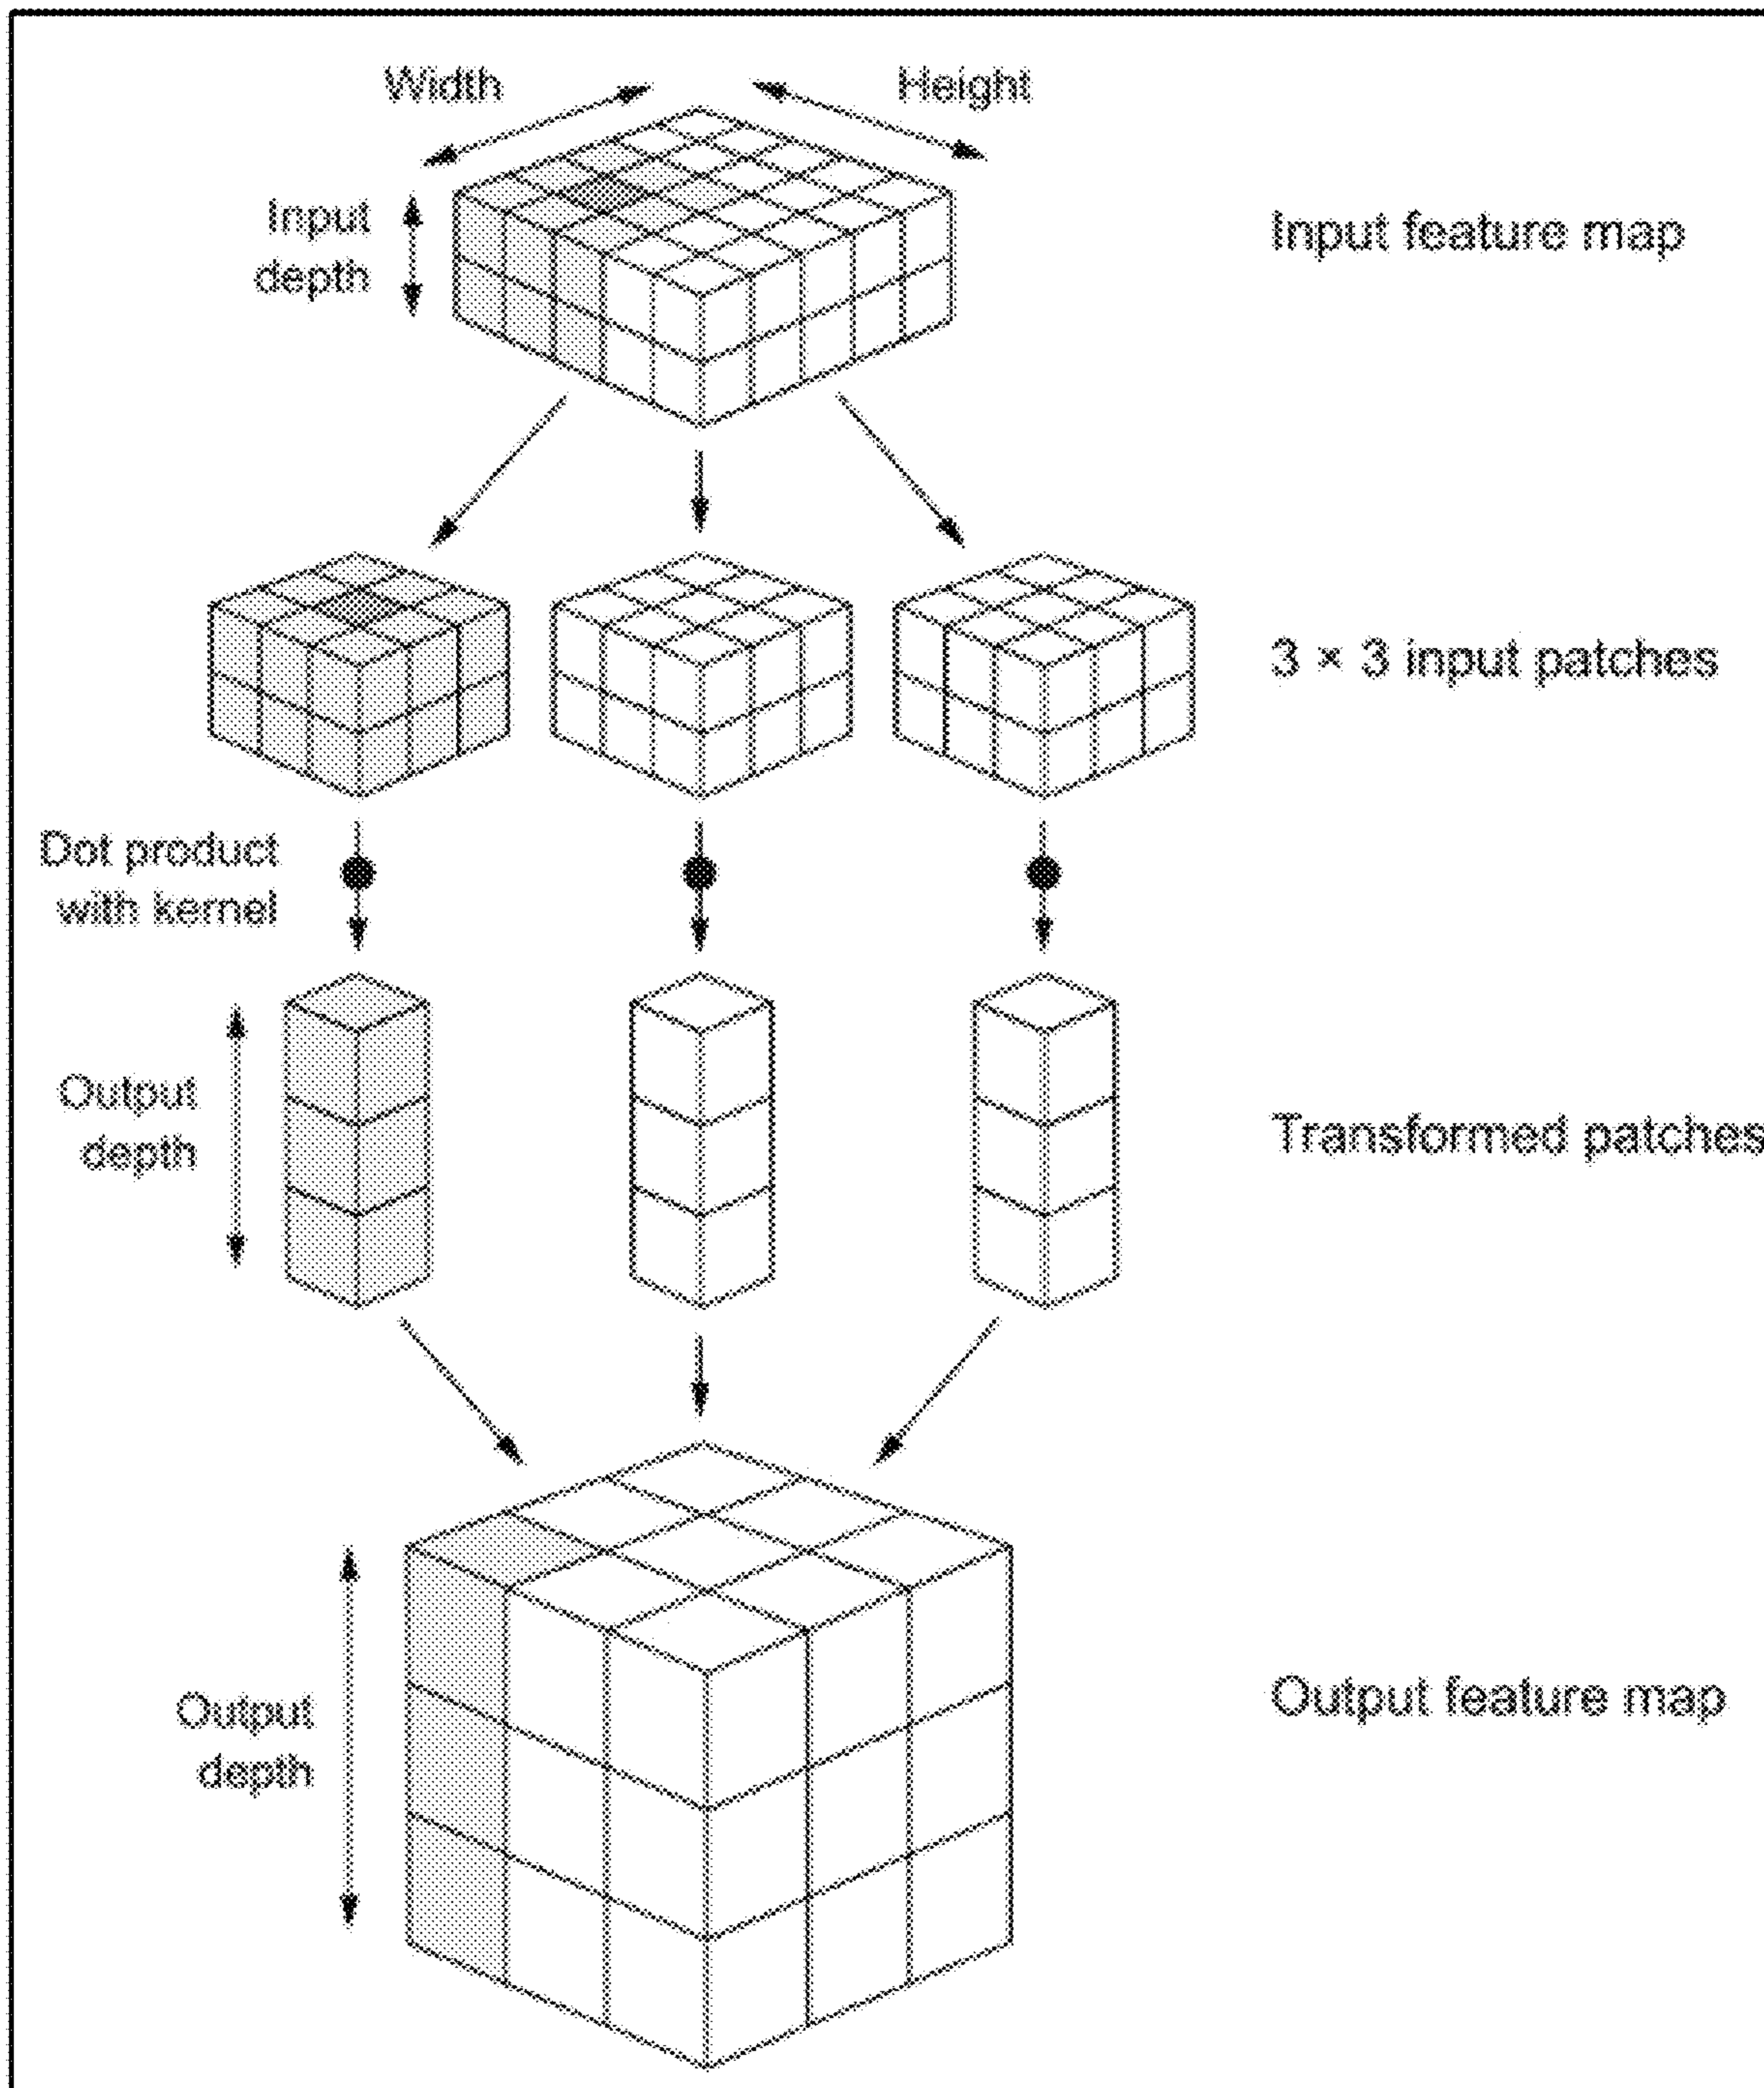 Width
Height
Input
depth
Input feature map
3 × 3 input patches
Dot product
with kernel
Output
depth
Transformed patches
Output
depth
Output feature map